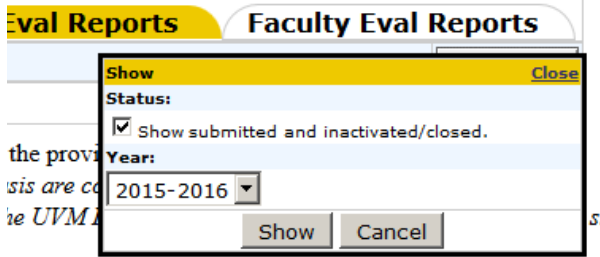 Eval Reports Faculty Eval Reports
Show Close
Status:
Show submitted and inactivated/closed.
the provi Year:
sis are co 2015-2016
he UVM
Show Cancel